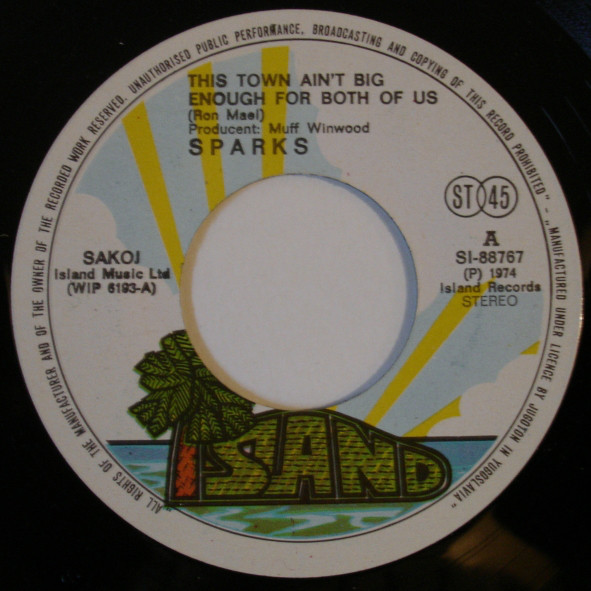 "ALL RIGHTS OF THE MANUFACTURER AND OF THE OWNER OF THE RECORDED WORK RESERVED. UNAUTHORISED PUBLIC PERFORMANCE, BROADCASTING AND COPYING OF THIS RECORD PROHIBITED" - "MANUFACTURED UNDER LICENCE BY JUGOTON IN YUGOSLAVIA"
THIS TOWN AIN'T BIG
ENOUGH FOR BOTH OF US
(Ron Mael)
Producent: Muff Winwood
SPARKS
ST 45
SAKOJ
Island Music Ltd
(WIP 6193-A)
A
SI-88767
(P) 1974
Island Records
STEREO
ISLAND